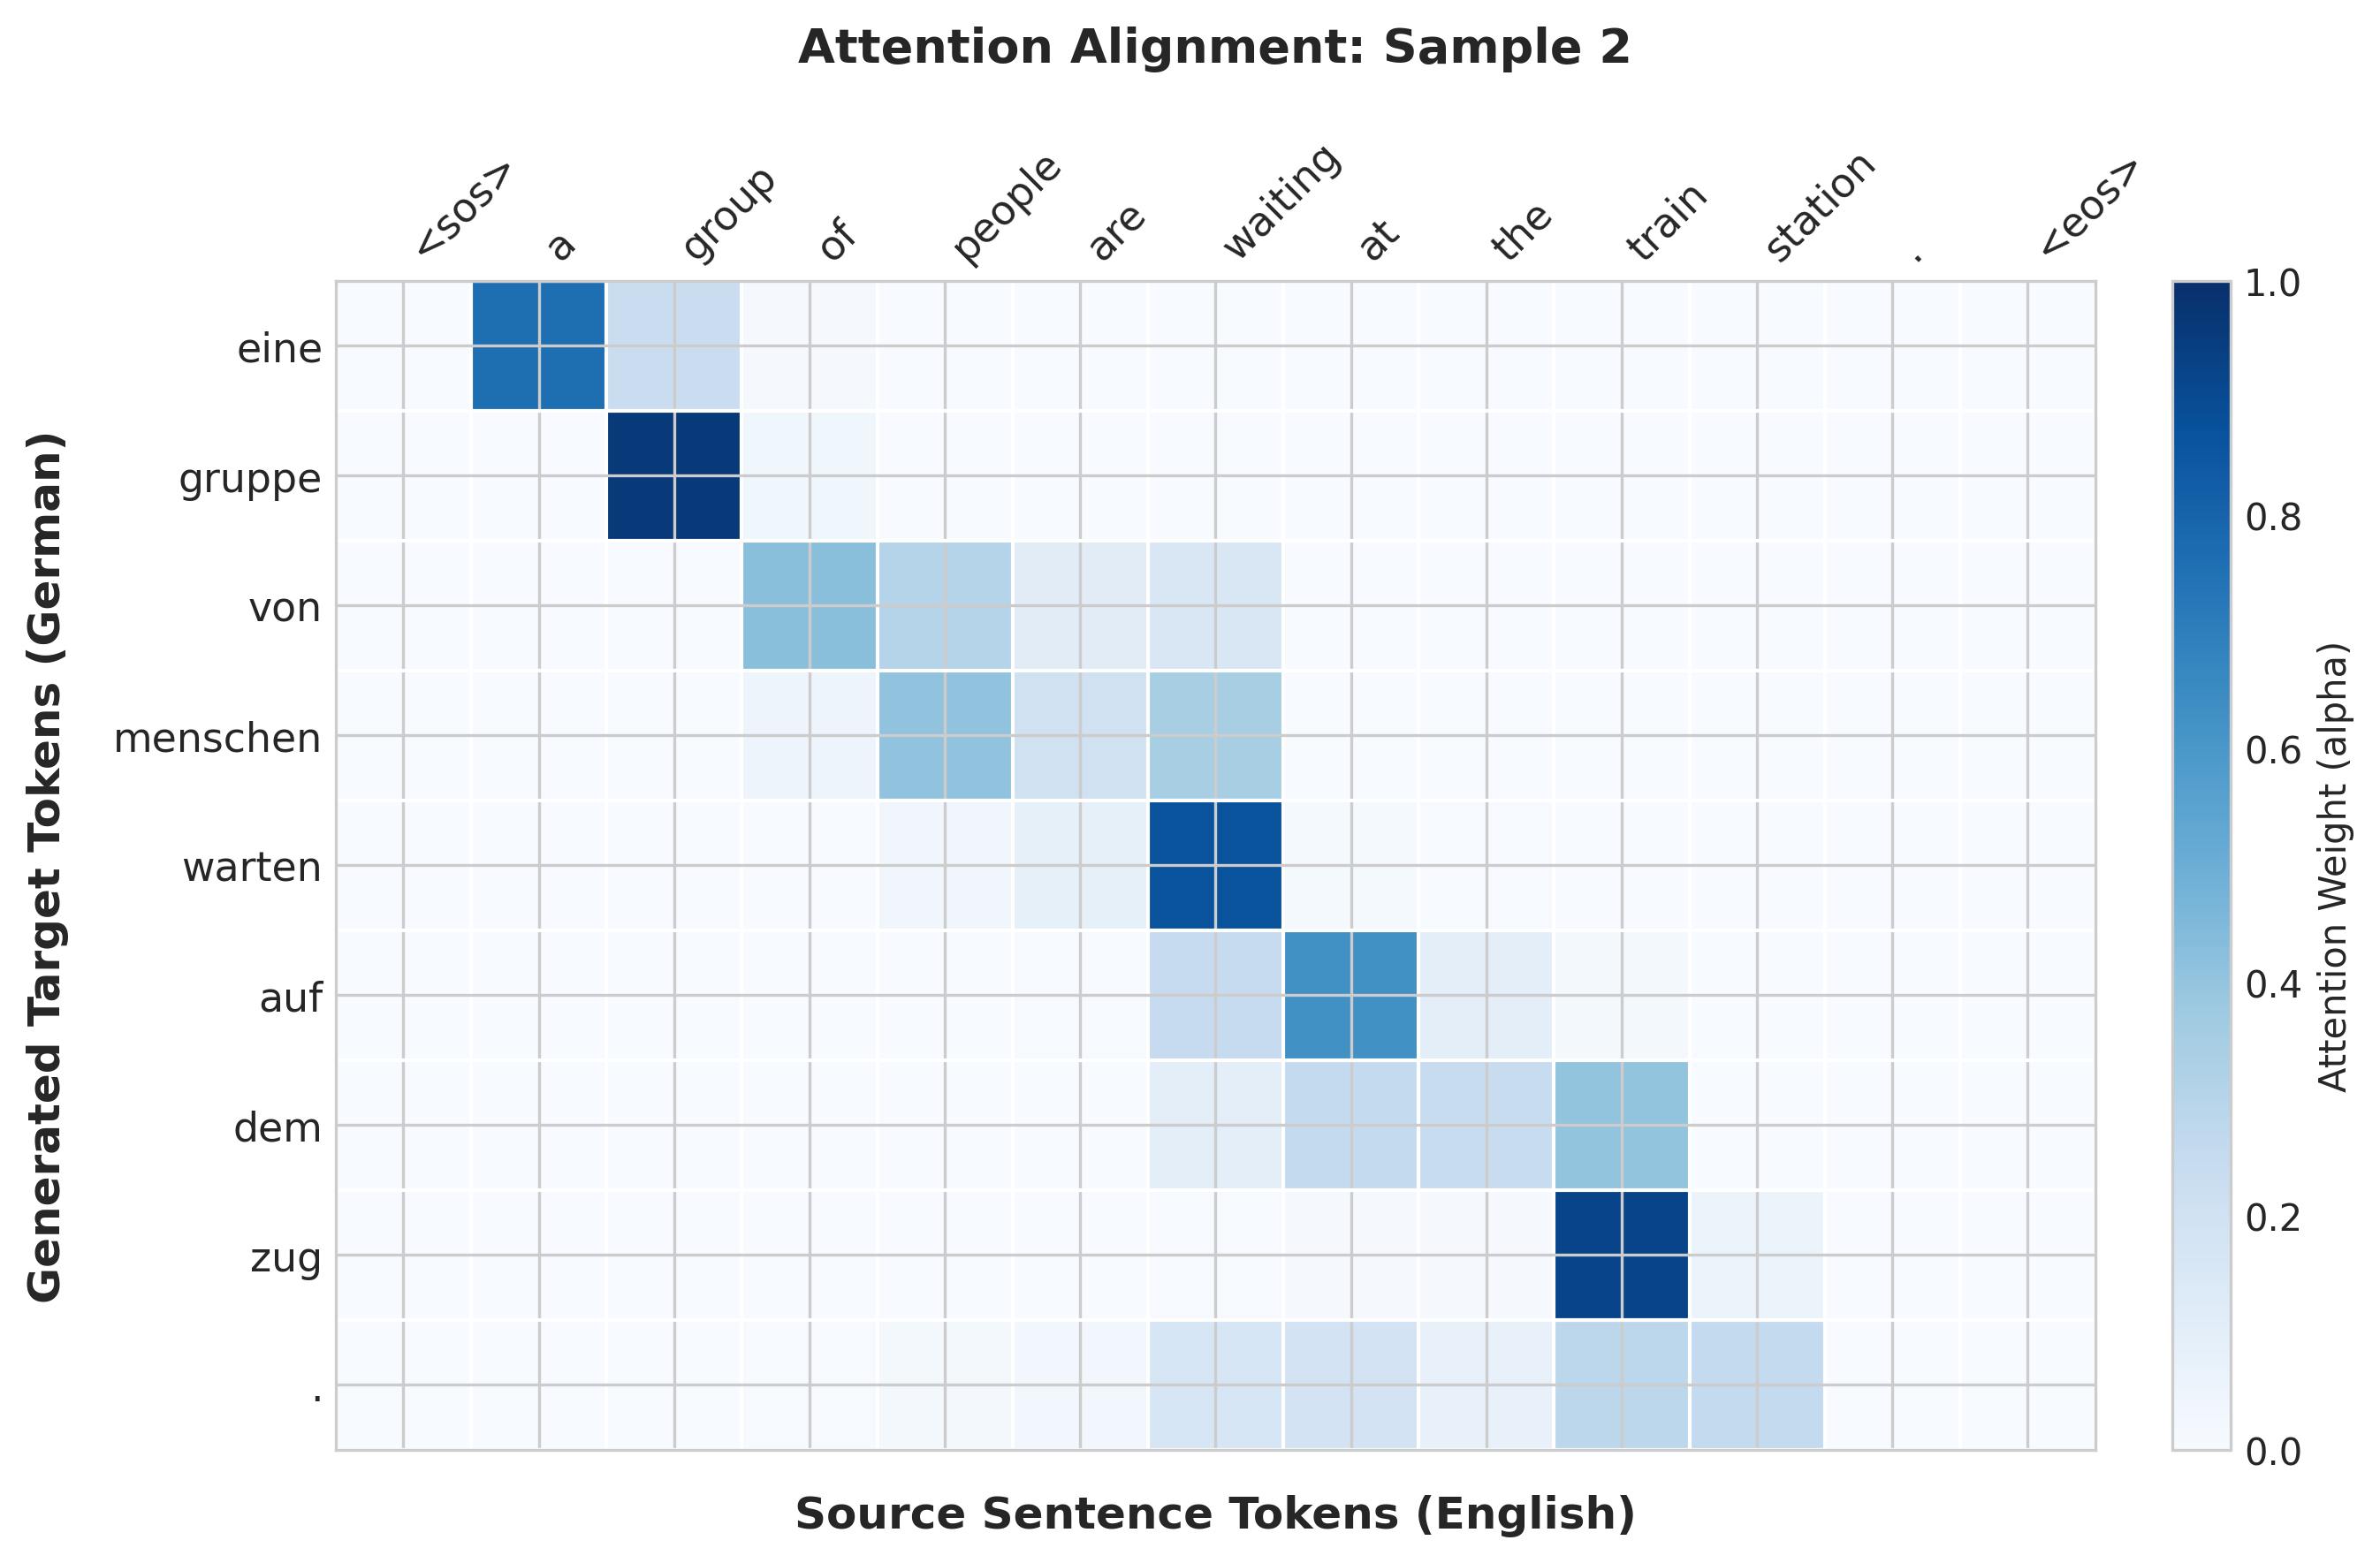 Attention Alignment: Sample 2
<sos> a group of people are waiting at the train station . <eos>
Generated Target Tokens (German)
eine
gruppe
von
menschen
warten
auf
dem
zug
.
Source Sentence Tokens (English)
1.0
0.8
0.6
0.4
0.2
0.0
Attention Weight (alpha)